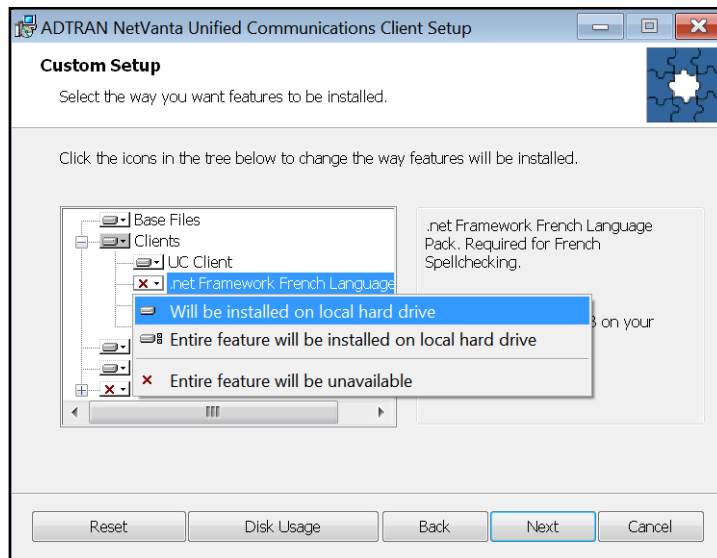 ADTRAN NetVanta Unified Communications Client Setup
Custom Setup
Select the way you want features to be installed.
Click the icons in the tree below to change the way features will be installed.
Base Files
Clients
UC Client
.net Framework French Language
Will be installed on local hard drive
Entire feature will be installed on local hard drive
Entire feature will be unavailable
.net Framework French Language
Pack. Required for French
Spellchecking.
on your
Reset
Disk Usage
Back
Next
Cancel